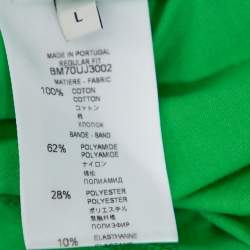 L
MADE IN PORTUGAL
REGULAR FIT
BM70UJ3002
MATIERE - FABRIC
100% COTON
COTTON
コットン
棉
ХЛОПОК
BANDE - BAND
62% POLYAMIDE
POLYAMIDE
ナイロン
锦纶
ПОЛИАМИД
28% POLYESTER
POLYESTER
ポリエステル
聚酯纤维
ПОЛИЭФИР
10% ELASTHANNE